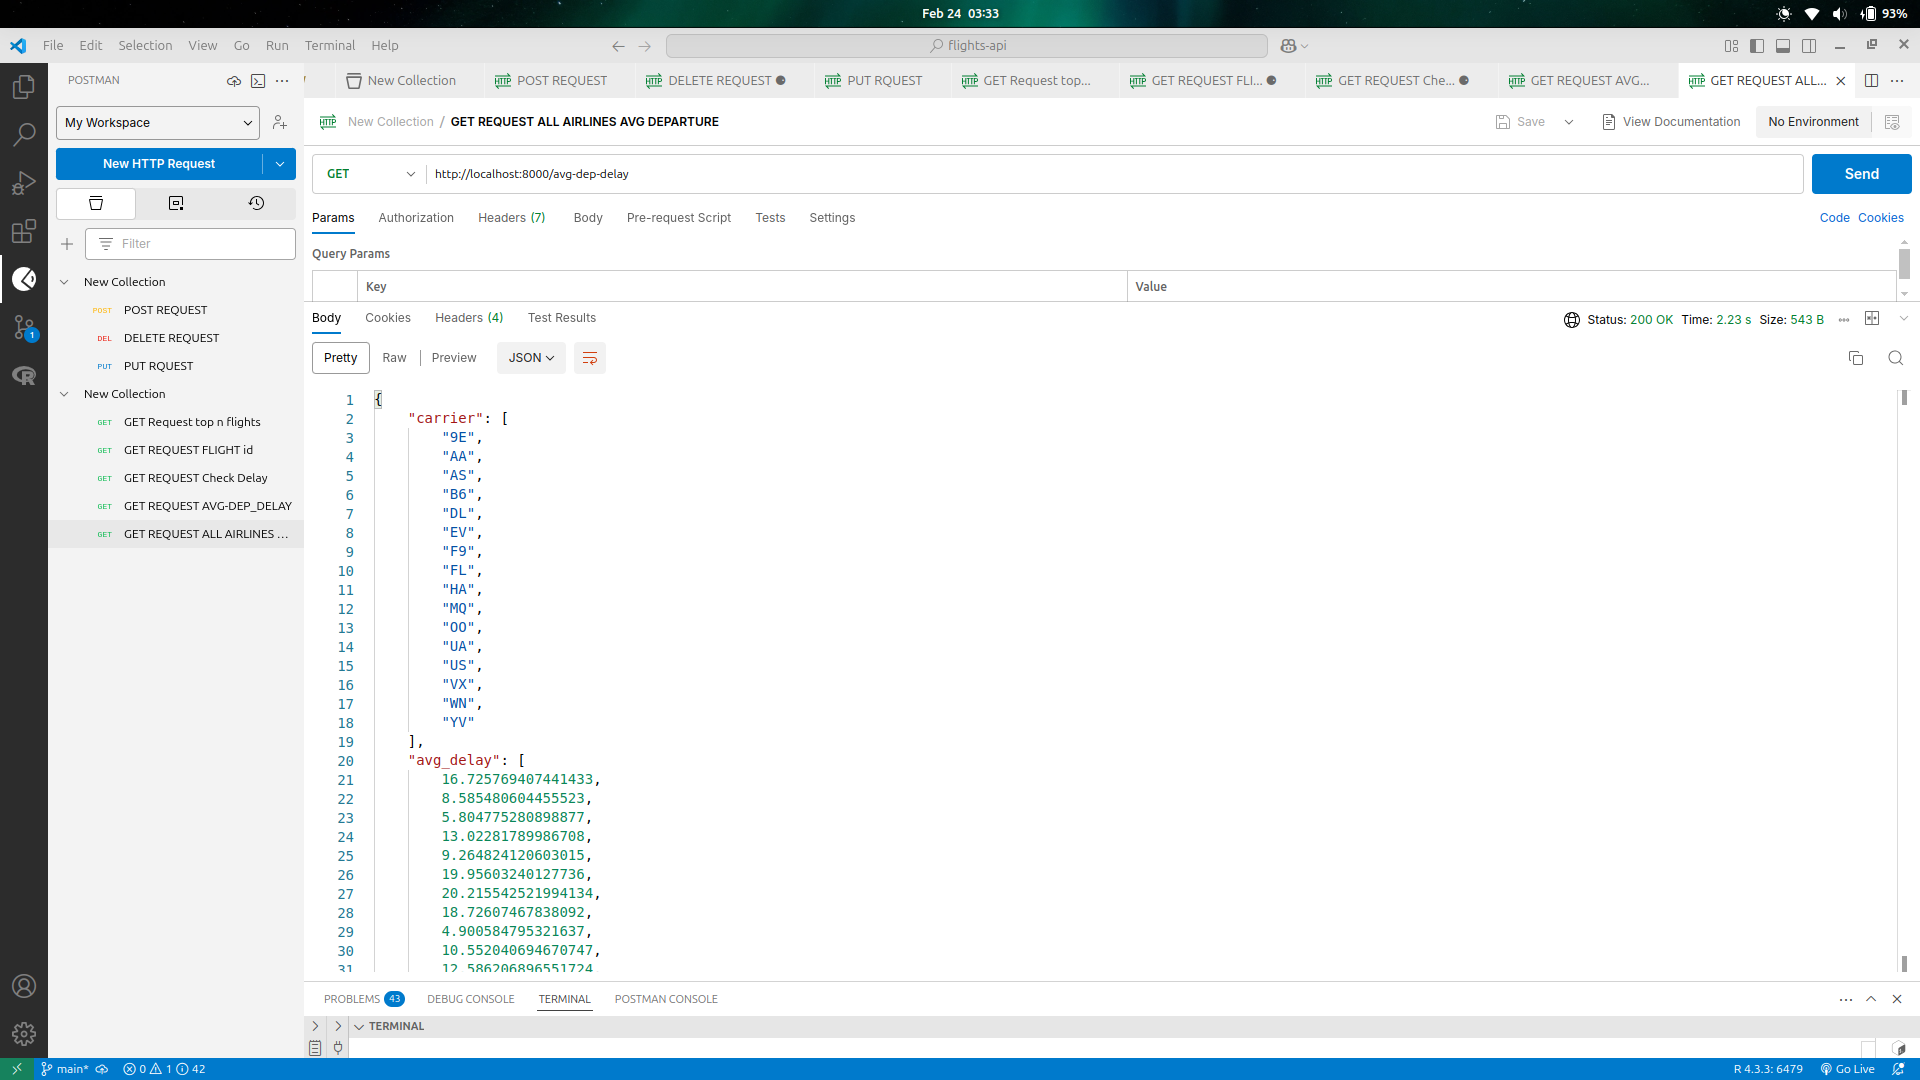 Feb 24 03:33
93%
File Edit Selection View Go Run Terminal Help
flights-api
POSTMAN
New Collection
POST REQUEST
DELETE REQUEST
PUT RQUEST
GET Request top...
GET REQUEST FLI...
GET REQUEST Che...
GET REQUEST AVG...
GET REQUEST ALL...
My Workspace
New Collection / GET REQUEST ALL AIRLINES AVG DEPARTURE
Save
View Documentation
No Environment
New HTTP Request
GET
http://localhost:8000/avg-dep-delay
Send
Params Authorization Headers (7) Body Pre-request Script Tests Settings
Code Cookies
Filter
Query Params
Key
Value
New Collection
POST POST REQUEST
DEL DELETE REQUEST
PUT PUT RQUEST
New Collection
GET GET Request top n flights
GET GET REQUEST FLIGHT id
GET GET REQUEST Check Delay
GET GET REQUEST AVG-DEP_DELAY
GET GET REQUEST ALL AIRLINES ...
Body Cookies Headers (4) Test Results
Status: 200 OK Time: 2.23 s Size: 543 B
Pretty Raw Preview JSON
1 {
2 "carrier": [
3 "9E",
4 "AA",
5 "AS",
6 "B6",
7 "DL",
8 "EV",
9 "F9",
10 "FL",
11 "HA",
12 "MQ",
13 "OO",
14 "UA",
15 "US",
16 "VX",
17 "WN",
18 "YV"
19 ],
20 "avg_delay": [
21 16.725769407441433,
22 8.585480604455523,
23 5.804775280898877,
24 13.02281789986708,
25 9.264824120603015,
26 19.95603240127736,
27 20.215542521994134,
28 18.72607467838092,
29 4.900584795321637,
30 10.552040694670747,
31 12.586206896551724
PROBLEMS 43 DEBUG CONSOLE TERMINAL POSTMAN CONSOLE
TERMINAL
1
main* 0 1 42
R 4.3.3: 6479 Go Live